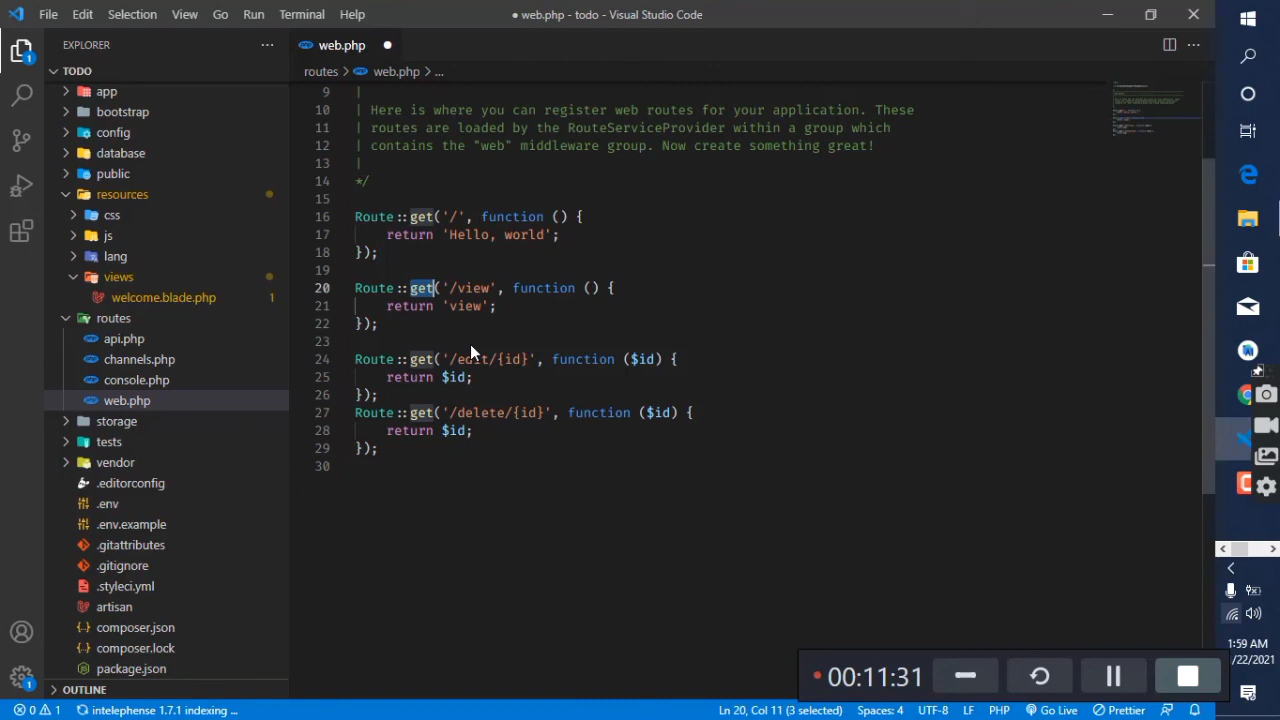 File Edit Selection View Go Run Terminal Help
● web.php - todo - Visual Studio Code
EXPLORER
web.php
TODO
routes > web.php > ...
app
bootstrap
config
database
public
resources
css
js
lang
views
welcome.blade.php 1
routes
api.php
channels.php
console.php
web.php
storage
tests
vendor
.editorconfig
.env
.env.example
.gitattributes
.gitignore
.styleci.yml
artisan
composer.json
composer.lock
package.json
OUTLINE
9 |
10 | Here is where you can register web routes for your application. These
11 | routes are loaded by the RouteServiceProvider within a group which
12 | contains the "web" middleware group. Now create something great!
13 |
14 */
15
16 Route::get('/', function () {
17 return 'Hello, world';
18 });
19
20 Route::get('/view', function () {
21 return 'view';
22 });
23
24 Route::get('/edit/{id}', function ($id) {
25 return $id;
26 });
27 Route::get('/delete/{id}', function ($id) {
28 return $id;
29 });
30
1
1
00:11:31
1:59 AM
/22/2021
0 1 intelephense 1.7.1 indexing ... Ln 20, Col 11 (3 selected) Spaces: 4 UTF-8 LF PHP Go Live Prettier